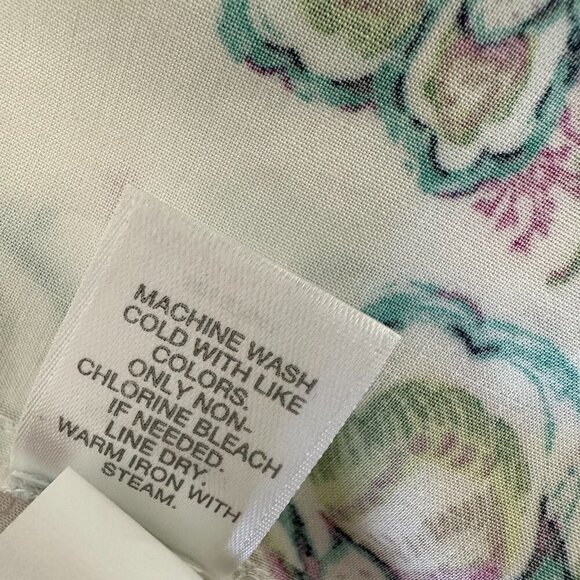 MACHINE WASH
COLD WITH LIKE
COLORS.
ONLY NON-
CHLORINE BLEACH
IF NEEDED.
LINE DRY.
WARM IRON WITH
STEAM.